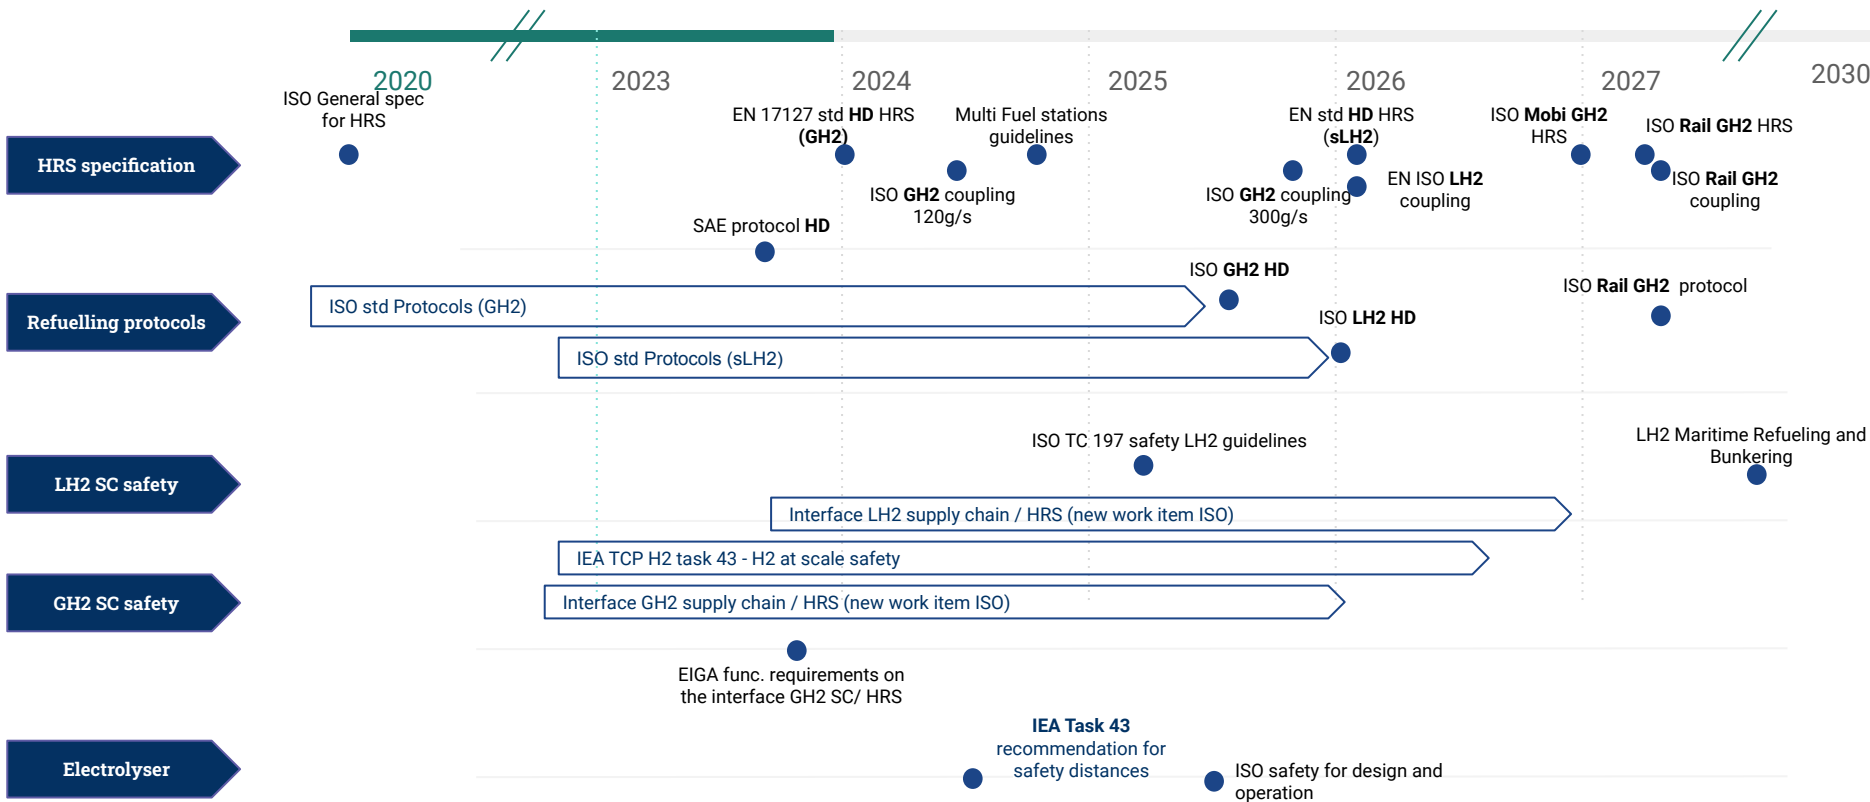 2020
2023
2024
2025
2026
2027
2030
HRS specification
ISO General spec
for HRS
EN 17127 std HD HRS
(GH2)
ISO GH2 coupling
120g/s
Multi Fuel stations
guidelines
ISO GH2 coupling
300g/s
EN std HD HRS
(sLH2)
EN ISO LH2
coupling
ISO Mobi GH2
HRS
ISO Rail GH2 HRS
ISO Rail GH2
coupling
Refuelling protocols
SAE protocol HD
ISO std Protocols (GH2)
ISO GH2 HD
ISO std Protocols (sLH2)
ISO LH2 HD
ISO Rail GH2 protocol
LH2 SC safety
ISO TC 197 safety LH2 guidelines
LH2 Maritime Refueling and
Bunkering
Interface LH2 supply chain / HRS (new work item ISO)
IEA TCP H2 task 43 - H2 at scale safety
GH2 SC safety
Interface GH2 supply chain / HRS (new work item ISO)
EIGA func. requirements on
the interface GH2 SC/ HRS
Electrolyser
IEA Task 43
recommendation for
safety distances
ISO safety for design and
operation